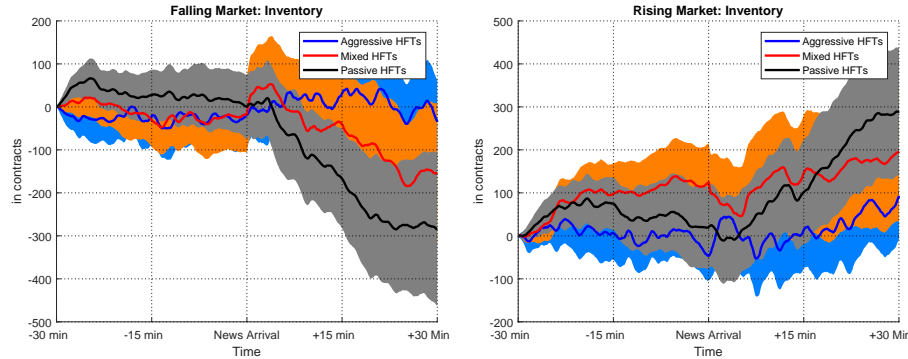 Falling Market: Inventory
200
100
0
-100
-200
-300
-400
-500
in contracts
-30 min
-15 min
News Arrival
+15 min
+30 Min
Time
Aggressive HFTs
Mixed HFTs
Passive HFTs
Rising Market: Inventory
500
400
300
200
100
0
-100
-200
in contracts
-30 min
-15 min
News Arrival
+15 min
+30 Min
Time
Aggressive HFTs
Mixed HFTs
Passive HFTs